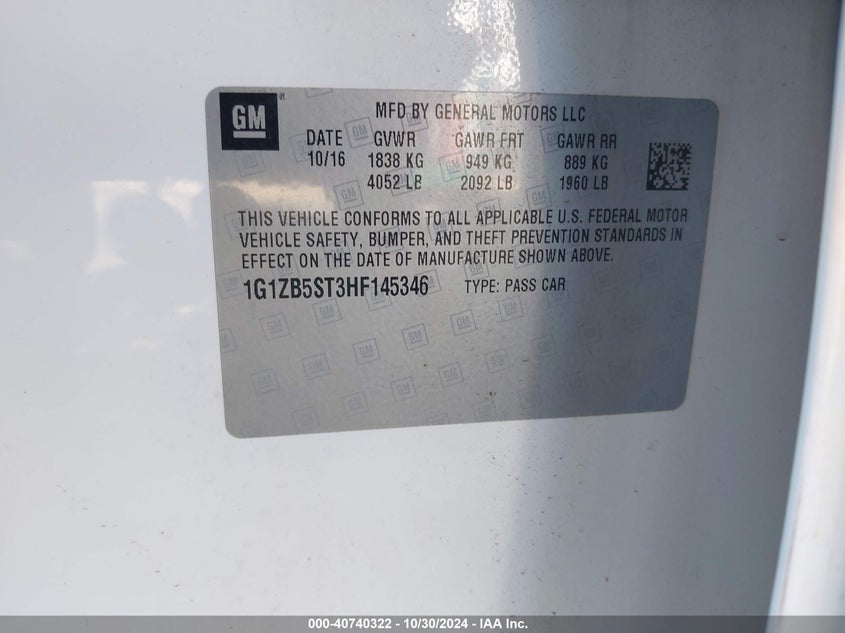 GM
MFD BY GENERAL MOTORS LLC
DATE GVWR GAWR FRT GAWR RR
10/16 1838 KG 949 KG 889 KG
4052 LB 2092 LB 1960 LB
THIS VEHICLE CONFORMS TO ALL APPLICABLE U.S. FEDERAL MOTOR
VEHICLE SAFETY, BUMPER, AND THEFT PREVENTION STANDARDS IN
EFFECT ON THE DATE OF MANUFACTURE SHOWN ABOVE.
1G1ZB5ST3HF145346 TYPE: PASS CAR
000-40740322 - 10/30/2024 - IAA Inc.